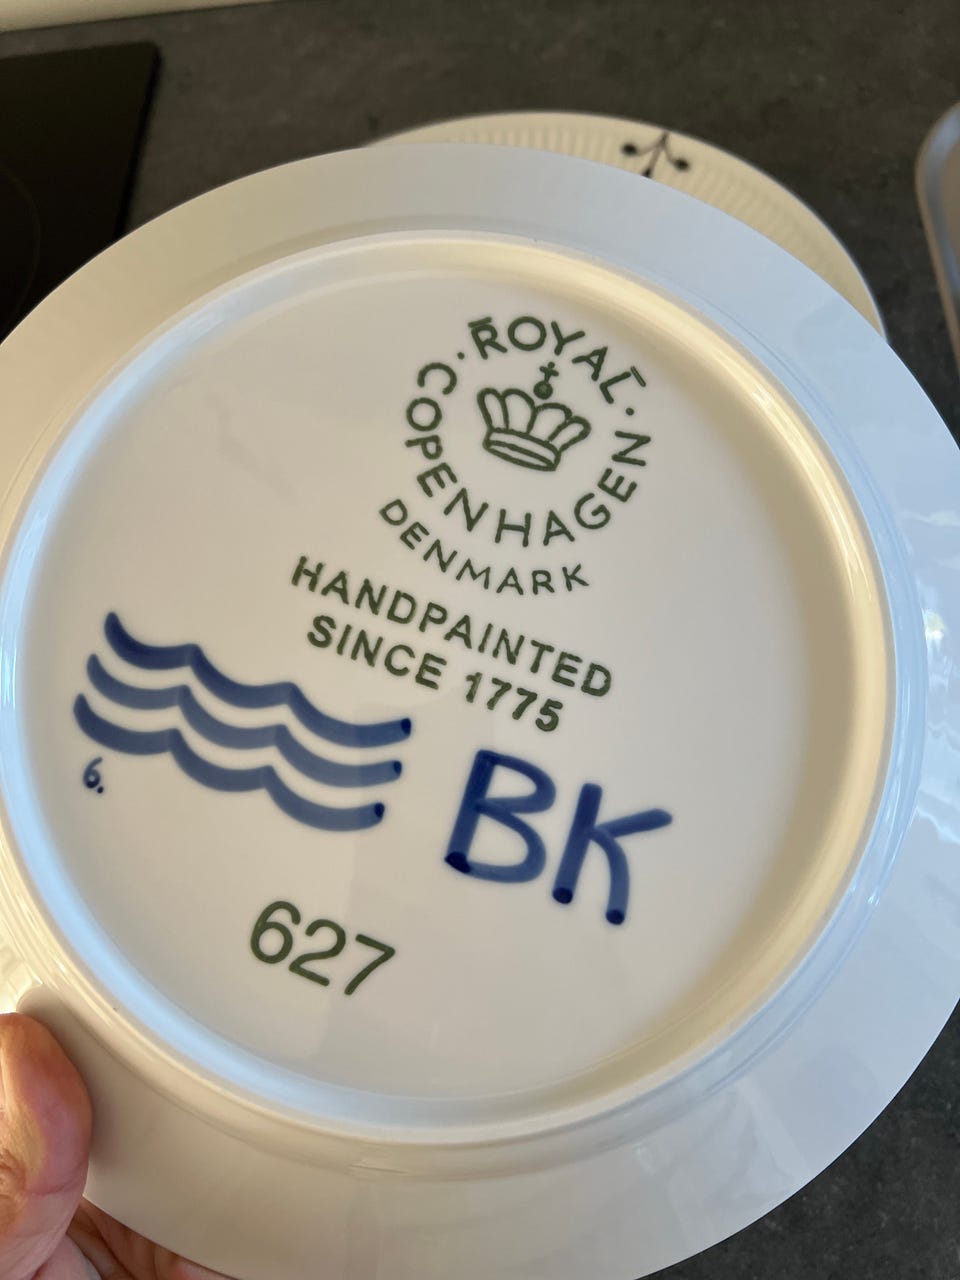 ROYAL
COPENHAGEN
DENMARK
HANDPAINTED
SINCE 1775
6.
BK
627